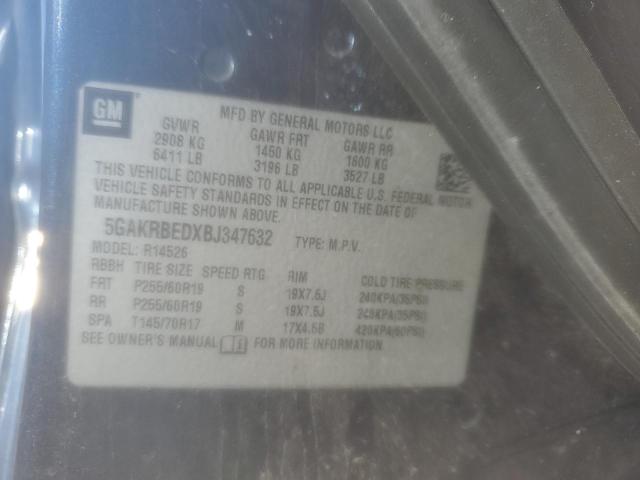 GM
MFD BY GENERAL MOTORS LLC
GVWR GAWR FRT GAWR RR
2908 KG 1450 KG 1600 KG
6411 LB 3196 LB 3527 LB
THIS VEHICLE CONFORMS TO ALL APPLICABLE U.S. FEDERAL MOTOR
VEHICLE SAFETY STANDARDS IN EFFECT ON THE DATE OF
MANUFACTURE SHOWN ABOVE.
5GAKRBEDXBJ347632 TYPE: M.P.V.
MODEL: R14526
RBBH TIRE SIZE SPEED RTG RIM COLD TIRE PRESSURE
FRT P255/60R19 S 19X7.5J 240KPA(35PSI)
RR P255/60R19 S 19X7.5J 240KPA(35PSI)
SPA T145/70R17 M 17X4.5B 420KPA(60PSI)
SEE OWNER'S MANUAL FOR MORE INFORMATION.